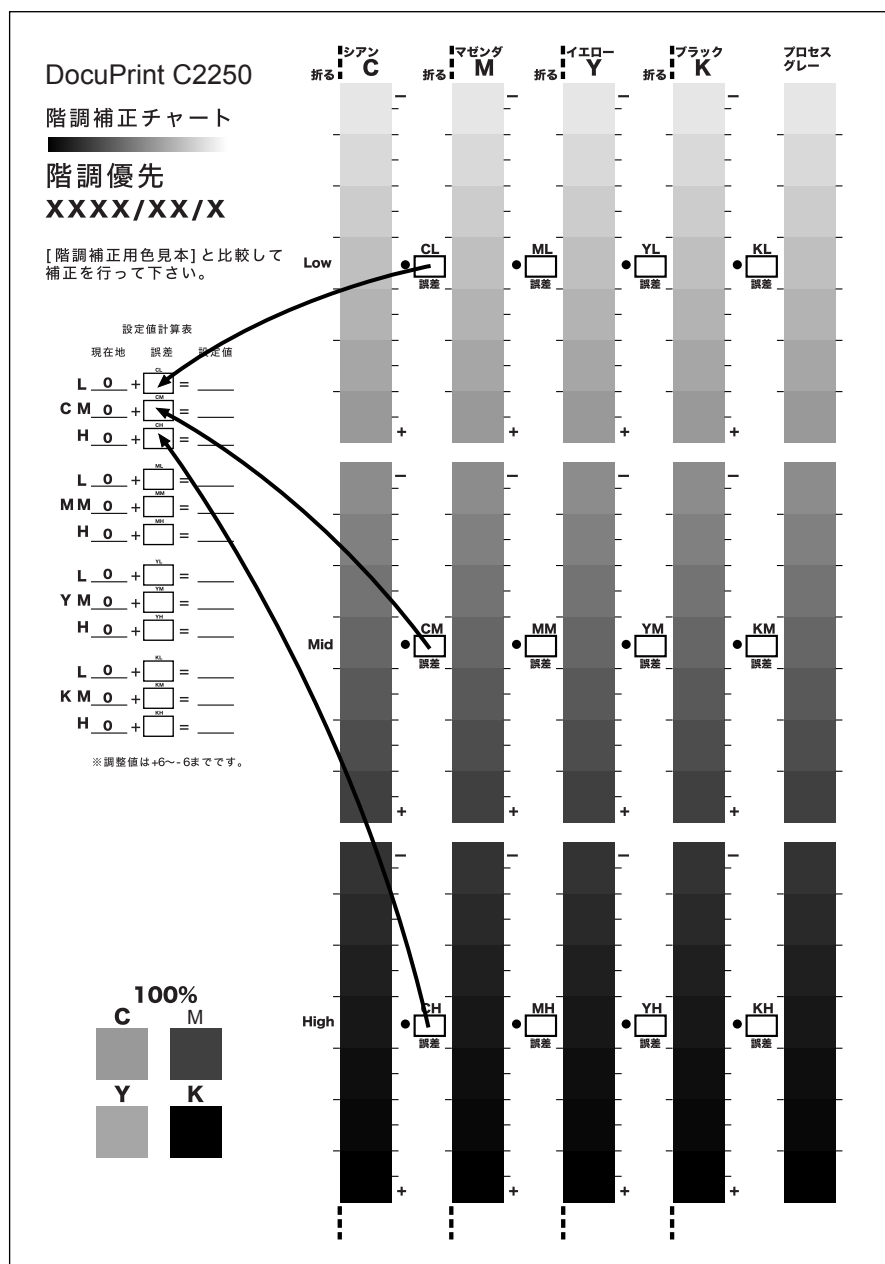 DocuPrint C2250
階調補正チャート
階調優先
XXXX/XX/X
[階調補正用色見本]と比較して
補正を行って下さい。
設定値計算表
現在地 誤差 設定値
CL
L 0 + =
CM
C M 0 + =
CH
H 0 + =
ML
L 0 + =
MM
M M 0 + =
MH
H 0 + =
YL
L 0 + =
YM
Y M 0 + =
YH
H 0 + =
KL
L 0 + =
KM
K M 0 + =
KH
H 0 + =
※調整値は+6〜-6までです。
100%
C M
Y K
シアン マゼンダ イエロー ブラック プロセス
折る C 折る M 折る Y 折る K グレー
− − − −
CL ML YL KL
Low
誤差 誤差 誤差 誤差
+ + + +
− − − −
CM MM YM KM
Mid
誤差 誤差 誤差 誤差
+ + + +
− − − −
CH MH YH KH
High
誤差 誤差 誤差 誤差
+ + + +